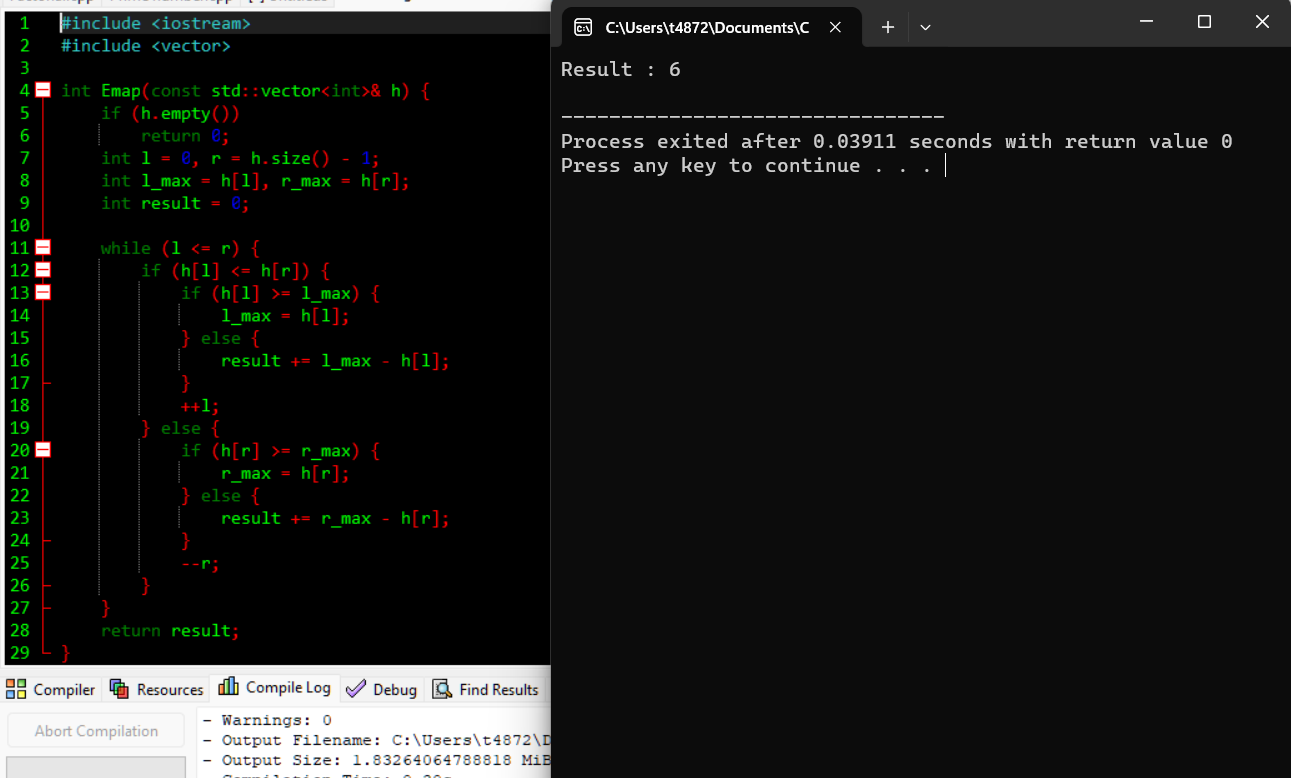 1 #include <iostream>
2 #include <vector>
3
4 int Emap(const std::vector<int>& h) {
5     if (h.empty())
6         return 0;
7     int l = 0, r = h.size() - 1;
8     int l_max = h[l], r_max = h[r];
9     int result = 0;
10
11     while (l <= r) {
12         if (h[l] <= h[r]) {
13             if (h[l] >= l_max) {
14                 l_max = h[l];
15             } else {
16                 result += l_max - h[l];
17             }
18             ++l;
19         } else {
20             if (h[r] >= r_max) {
21                 r_max = h[r];
22             } else {
23                 result += r_max - h[r];
24             }
25             --r;
26         }
27     }
28     return result;
29 }
Compiler Resources Compile Log Debug Find Results
Abort Compilation
- Warnings: 0
- Output Filename: C:\Users\t4872\D
- Output Size: 1.83264064788818 MiB
C:\Users\t4872\Documents\C
Result : 6
--------------------------------
Process exited after 0.03911 seconds with return value 0
Press any key to continue . . .